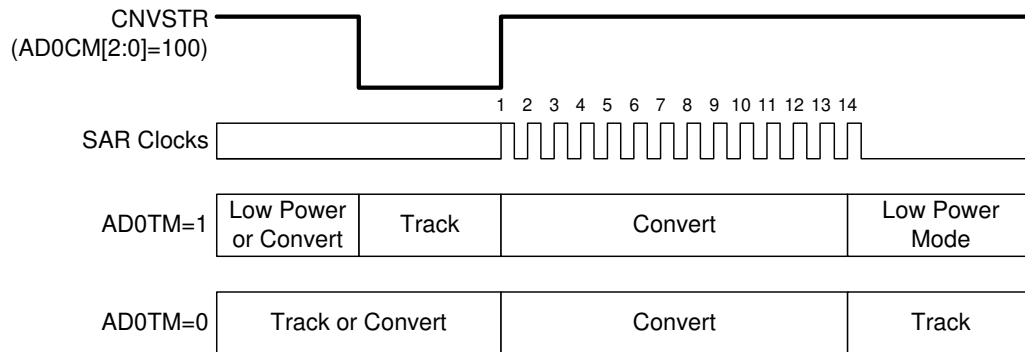 CNVSTR
(AD0CM[2:0]=100)
1 2 3 4 5 6 7 8 9 10 11 12 13 14
SAR Clocks
AD0TM=1
Low Power
or Convert
Track
Convert
Low Power
Mode
AD0TM=0
Track or Convert
Convert
Track